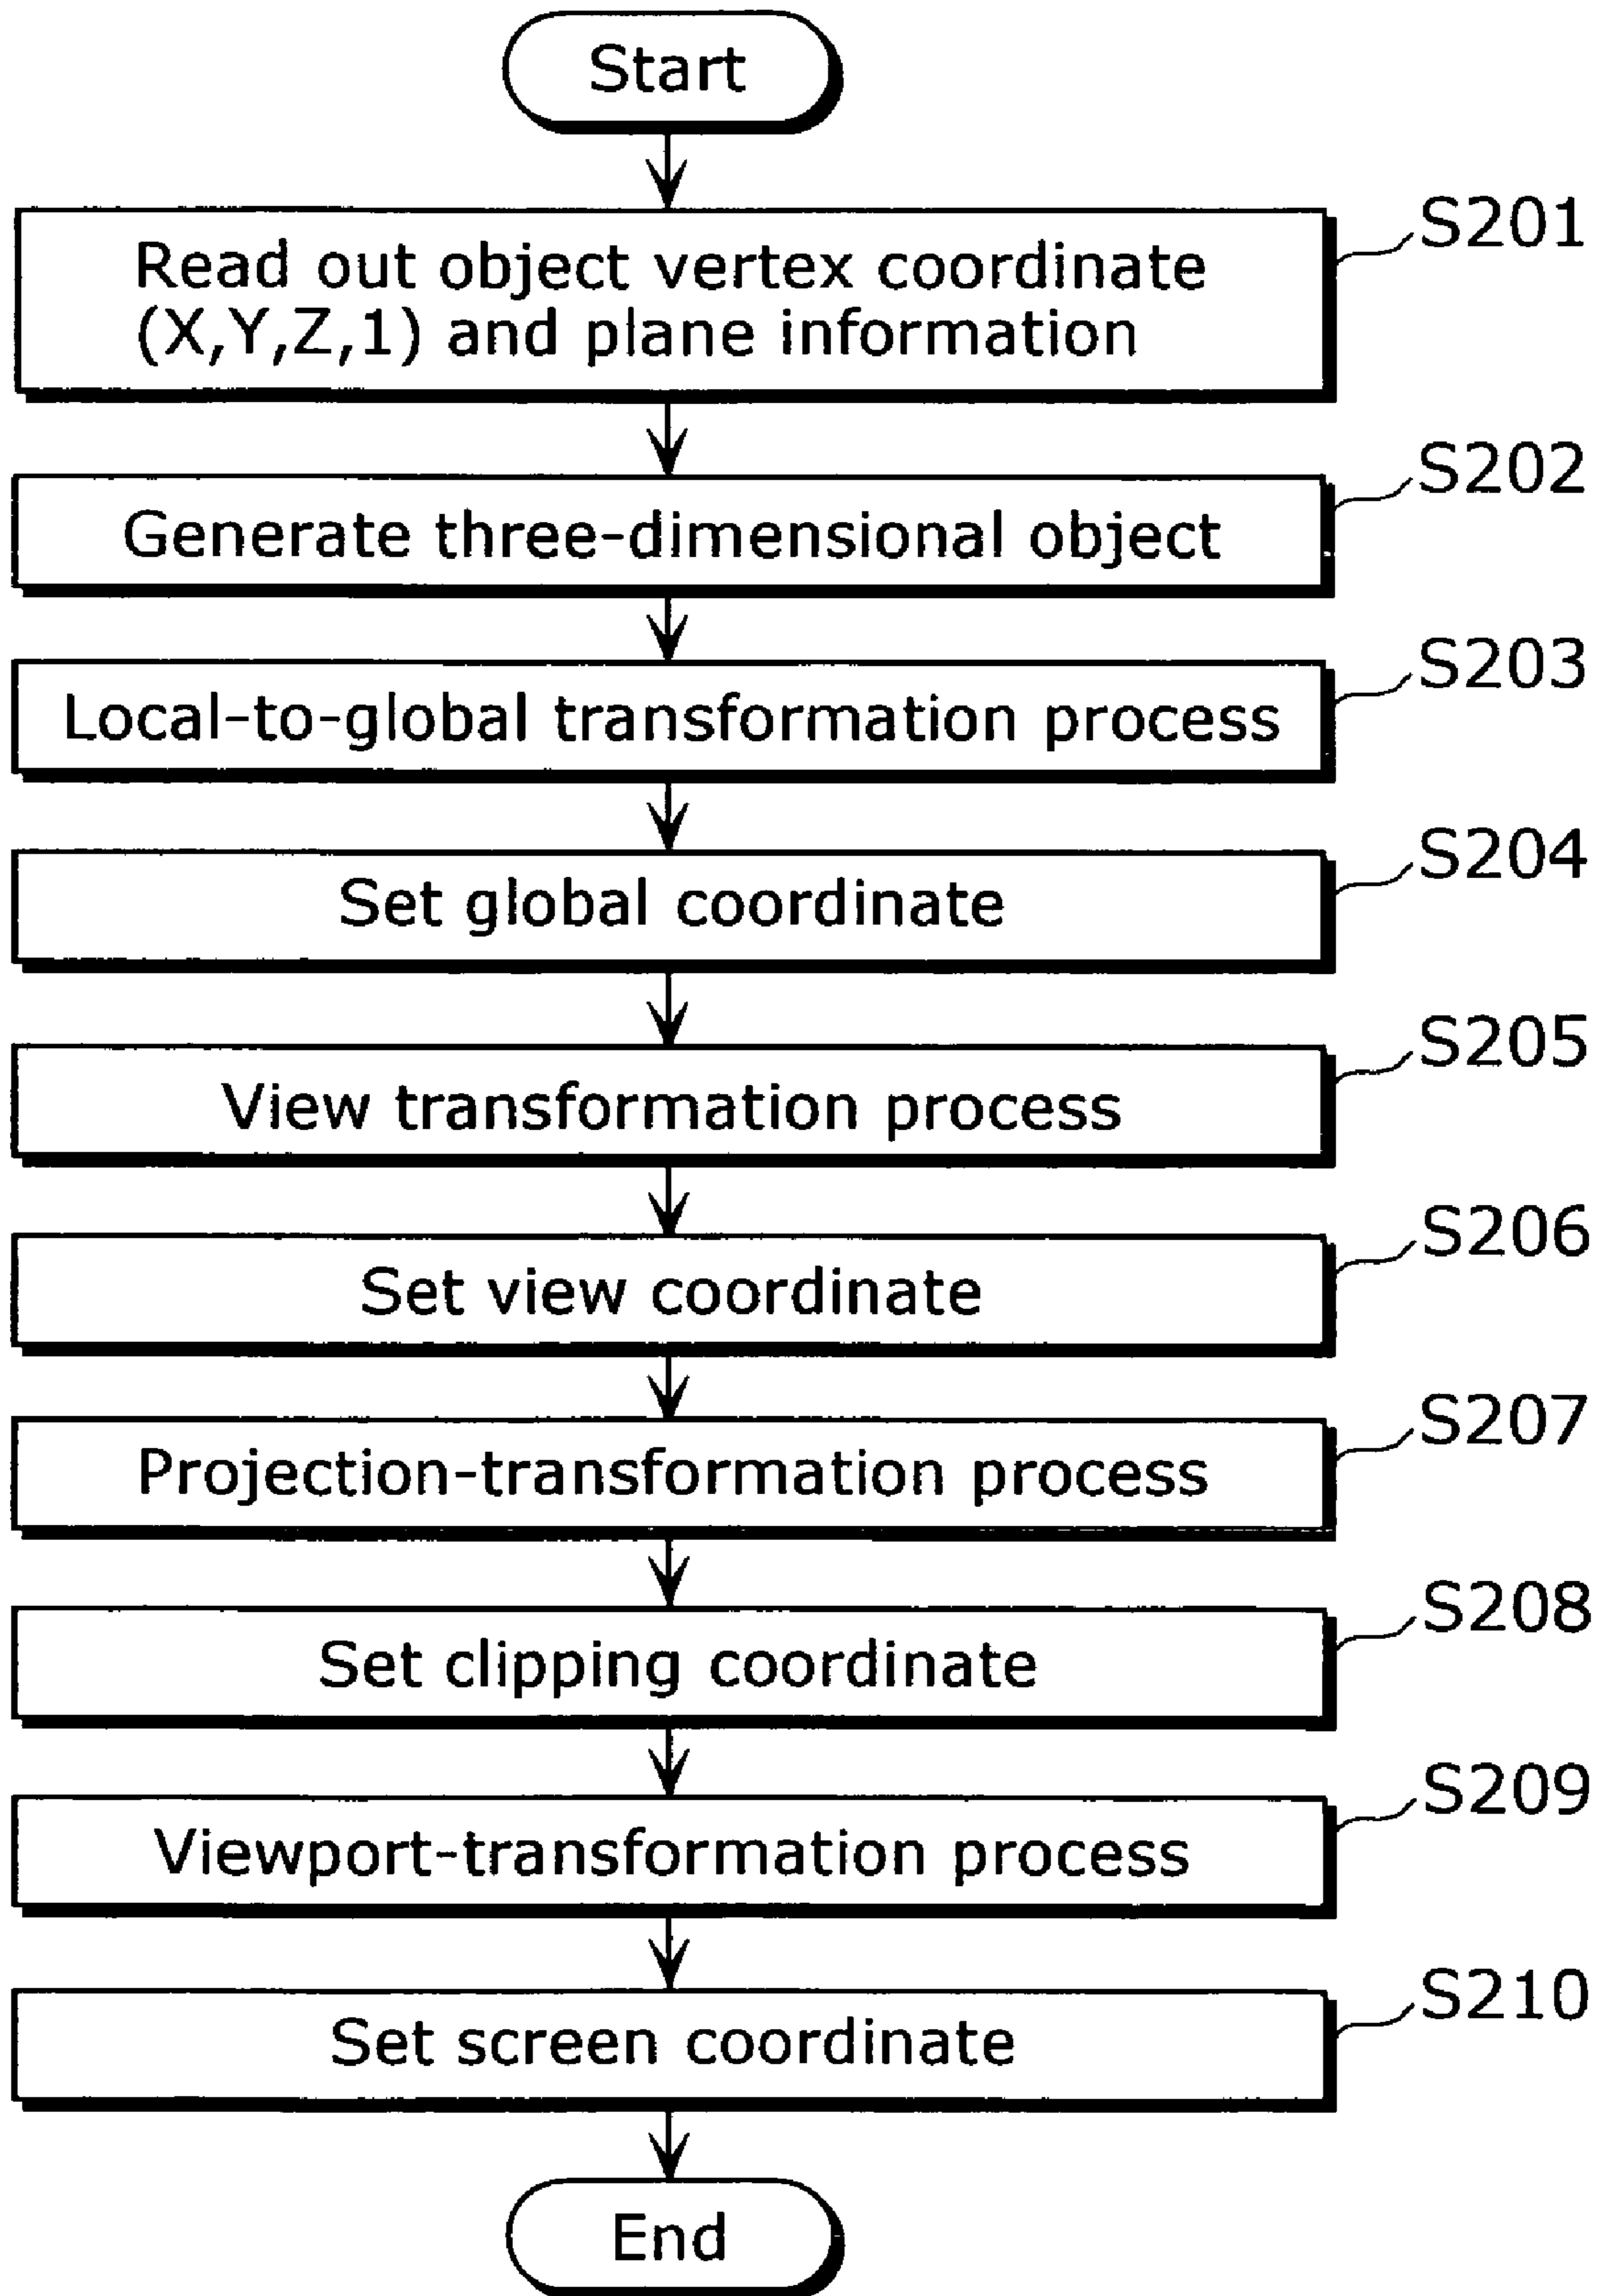 Start
S201
Read out object vertex coordinate
(X,Y,Z,1) and plane information
S202
Generate three-dimensional object
S203
Local-to-global transformation process
S204
Set global coordinate
S205
View transformation process
S206
Set view coordinate
S207
Projection-transformation process
S208
Set clipping coordinate
S209
Viewport-transformation process
S210
Set screen coordinate
End